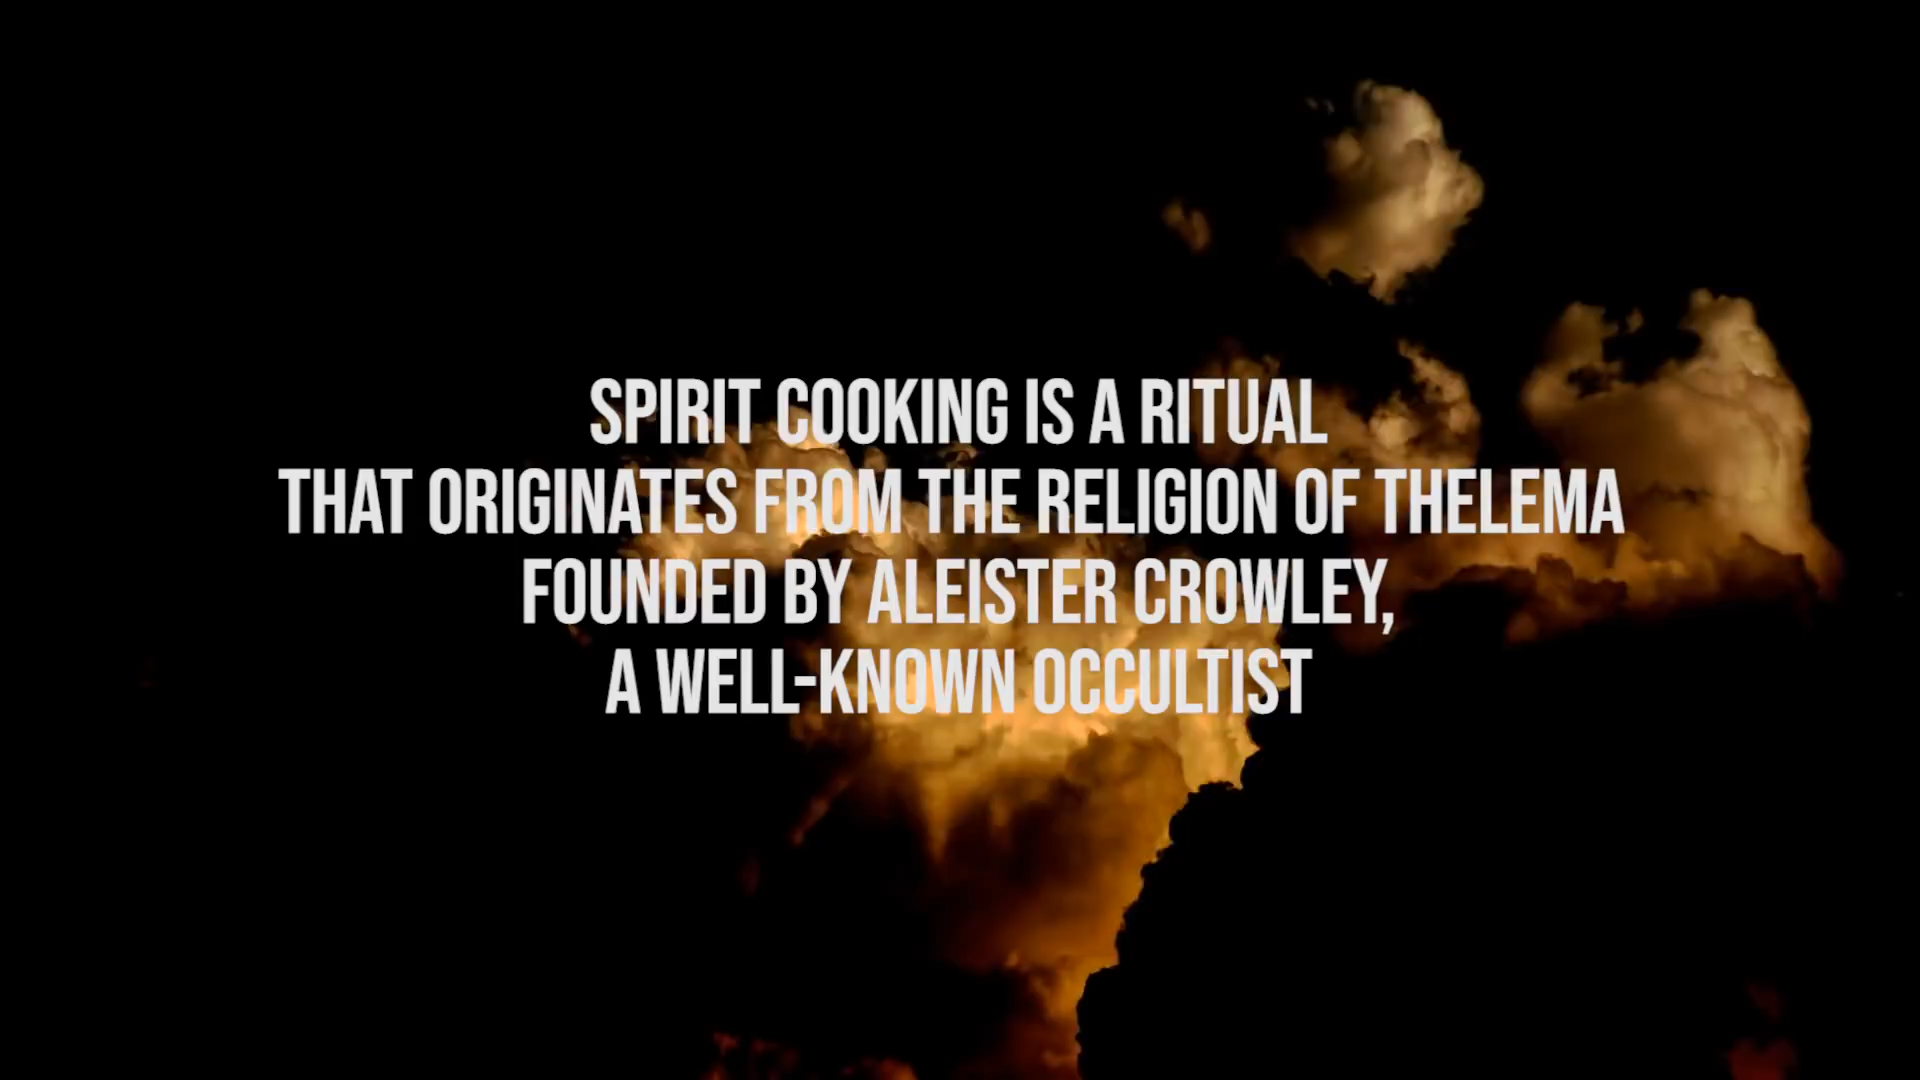 SPIRIT COOKING IS A RITUAL
THAT ORIGINATES FROM THE RELIGION OF THELEMA
FOUNDED BY ALEISTER CROWLEY,
A WELL-KNOWN OCCULTIST